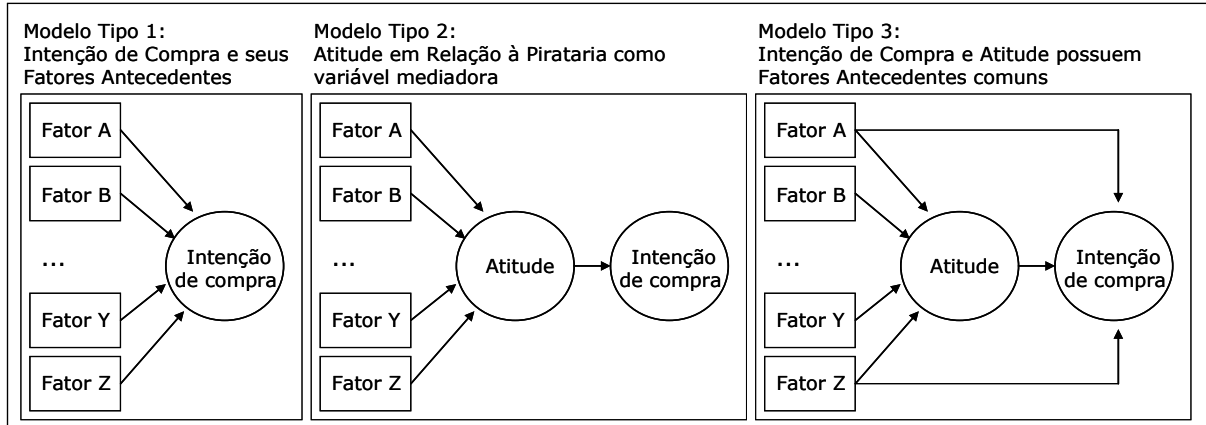 Modelo Tipo 1:
Intenção de Compra e seus
Fatores Antecedentes
Fator A
Fator B
...
Fator Y
Fator Z
Intenção
de compra
Modelo Tipo 2:
Atitude em Relação à Pirataria como
variável mediadora
Fator A
Fator B
...
Fator Y
Fator Z
Atitude
Intenção
de compra
Modelo Tipo 3:
Intenção de Compra e Atitude possuem
Fatores Antecedentes comuns
Fator A
Fator B
...
Fator Y
Fator Z
Atitude
Intenção
de compra